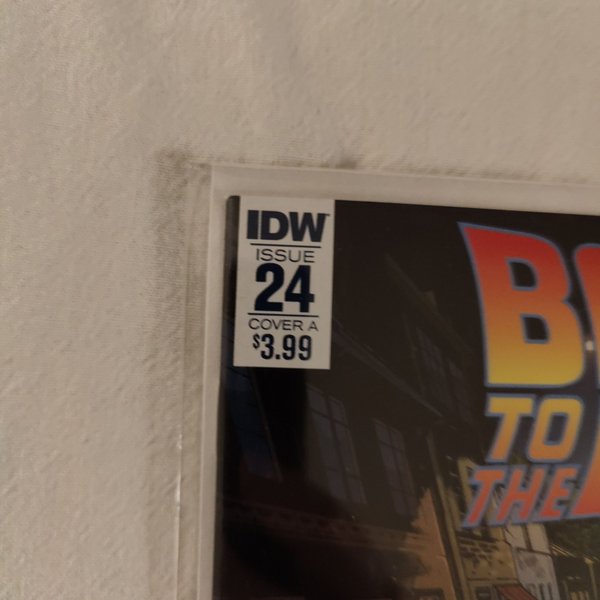 IDW
ISSUE
24
COVER A
$3.99
B
TO
THE